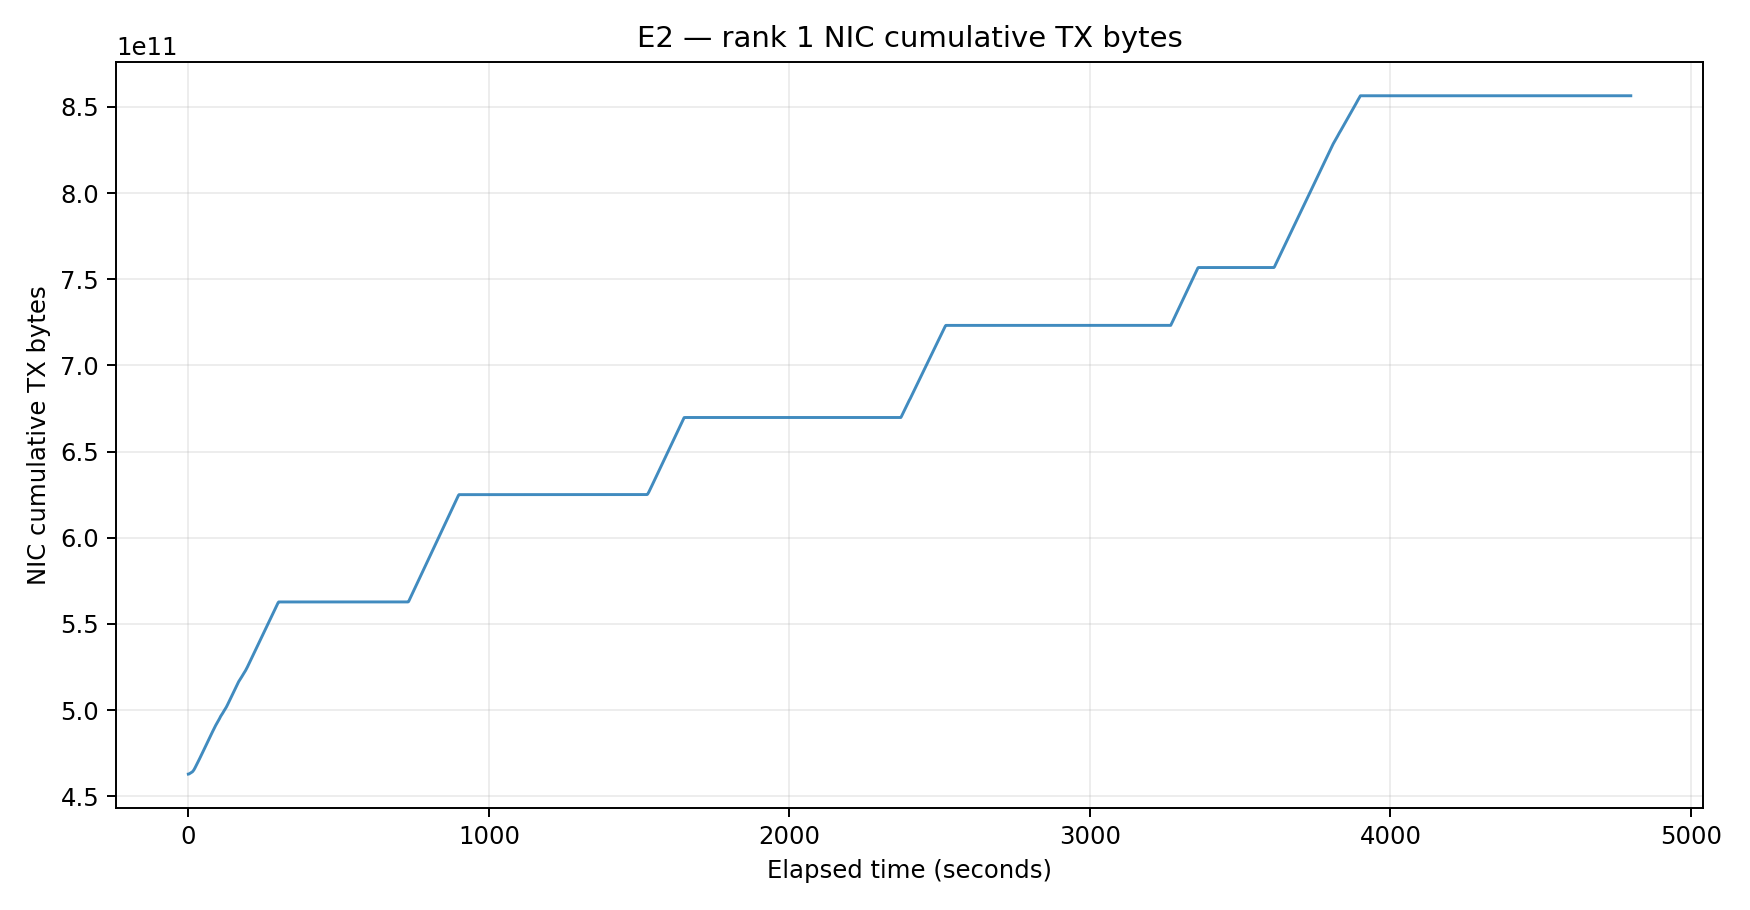 E2 — rank 1 NIC cumulative TX bytes
1e11
8.5
8.0
7.5
7.0
6.5
6.0
5.5
5.0
4.5
NIC cumulative TX bytes
0 1000 2000 3000 4000 5000
Elapsed time (seconds)